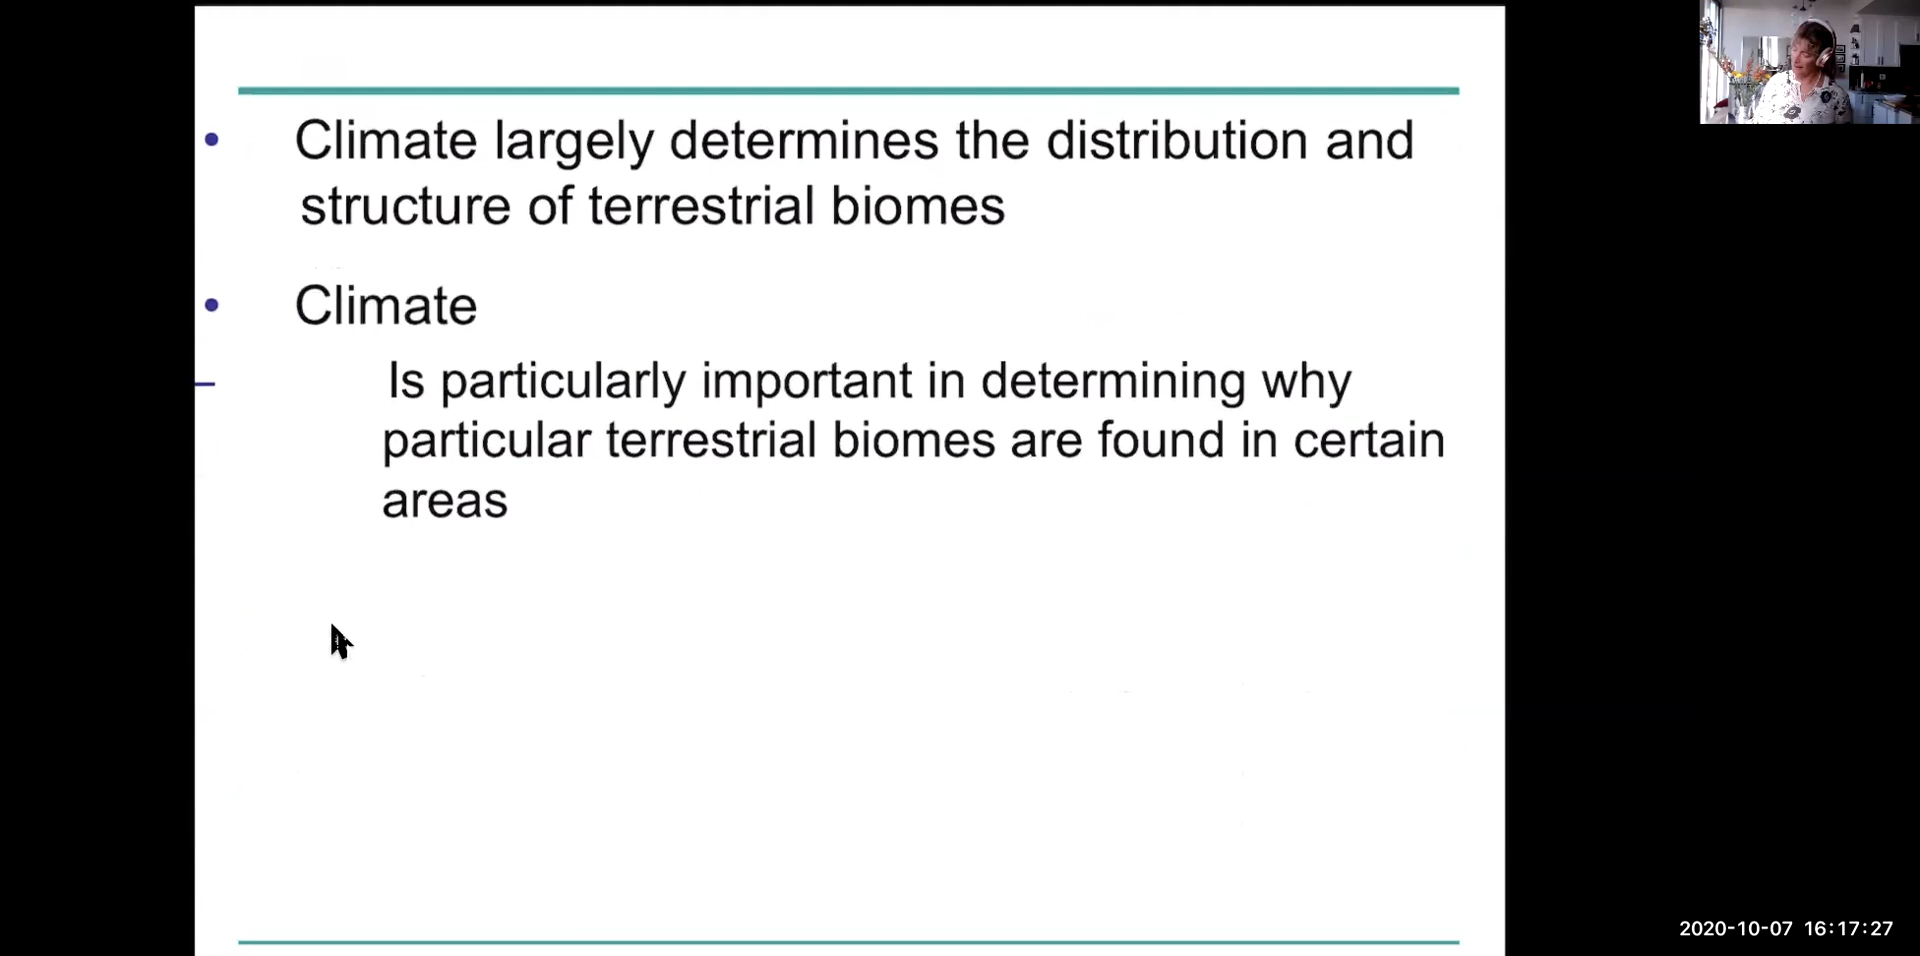 • Climate largely determines the distribution and
structure of terrestrial biomes
• Climate
– Is particularly important in determining why
particular terrestrial biomes are found in certain
areas
2020-10-07 16:17:27